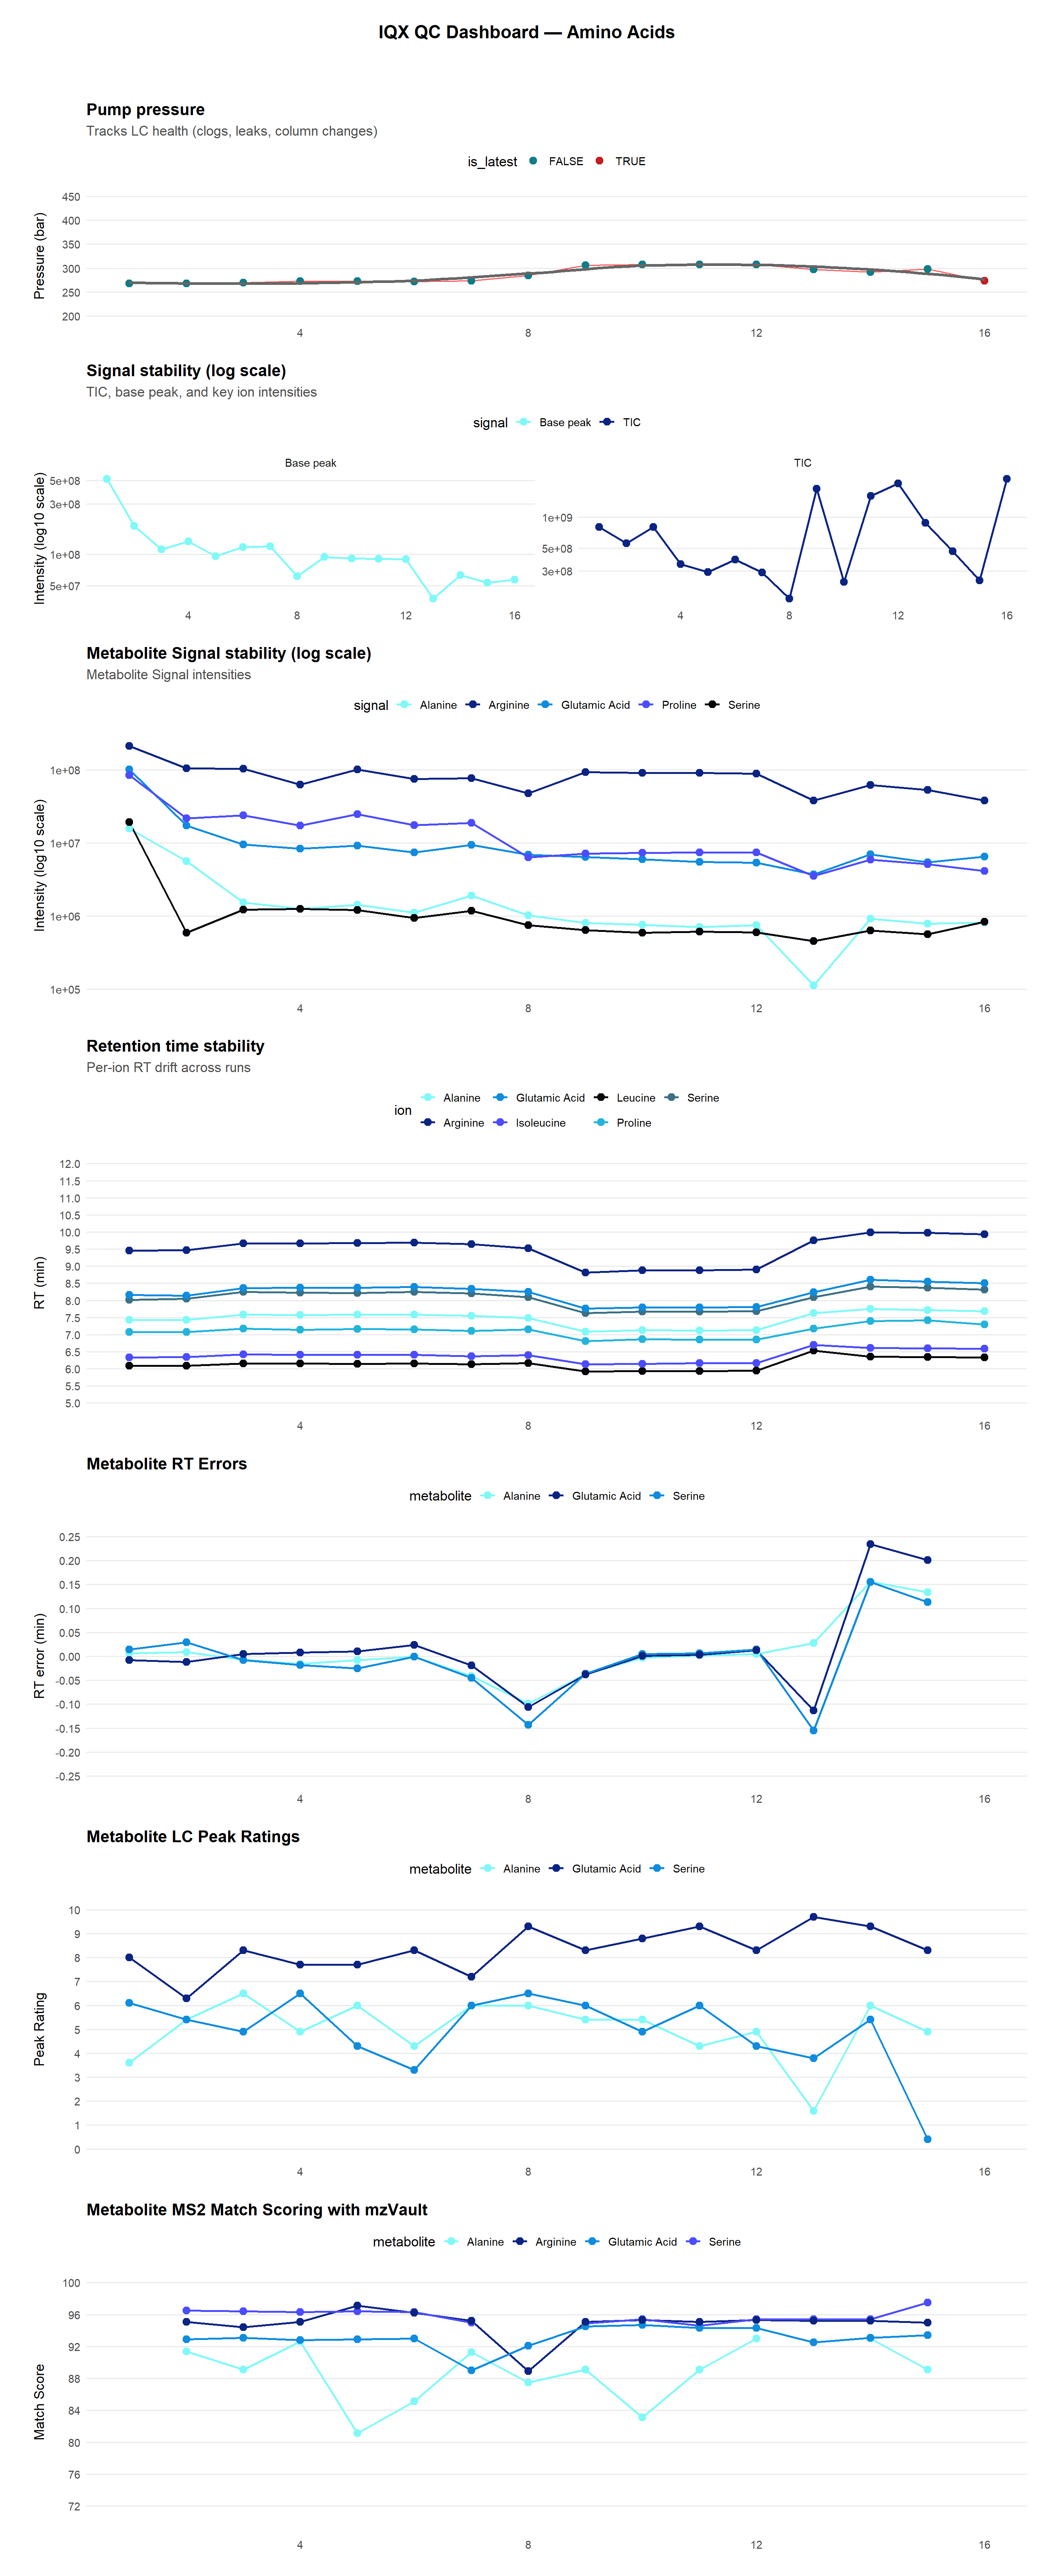 IQX QC Dashboard — Amino Acids
Pump pressure
Tracks LC health (clogs, leaks, column changes)
is_latest FALSE TRUE
Pressure (bar)
450
400
350
300
250
200
4 8 12 16
Signal stability (log scale)
TIC, base peak, and key ion intensities
signal Base peak TIC
Intensity (log10 scale)
Base peak
5e+08
3e+08
1e+08
5e+07
4 8 12 16
TIC
1e+09
5e+08
3e+08
4 8 12 16
Metabolite Signal stability (log scale)
Metabolite Signal intensities
signal Alanine Arginine Glutamic Acid Proline Serine
Intensity (log10 scale)
1e+08
1e+07
1e+06
1e+05
4 8 12 16
Retention time stability
Per-ion RT drift across runs
ion
Alanine Glutamic Acid Leucine Serine
Arginine Isoleucine Proline
RT (min)
12.0
11.5
11.0
10.5
10.0
9.5
9.0
8.5
8.0
7.5
7.0
6.5
6.0
5.5
5.0
4 8 12 16
Metabolite RT Errors
metabolite Alanine Glutamic Acid Serine
RT error (min)
0.25
0.20
0.15
0.10
0.05
0.00
-0.05
-0.10
-0.15
-0.20
-0.25
4 8 12 16
Metabolite LC Peak Ratings
metabolite Alanine Glutamic Acid Serine
Peak Rating
10
9
8
7
6
5
4
3
2
1
0
4 8 12 16
Metabolite MS2 Match Scoring with mzVault
metabolite Alanine Arginine Glutamic Acid Serine
Match Score
100
96
92
88
84
80
76
72
4 8 12 16